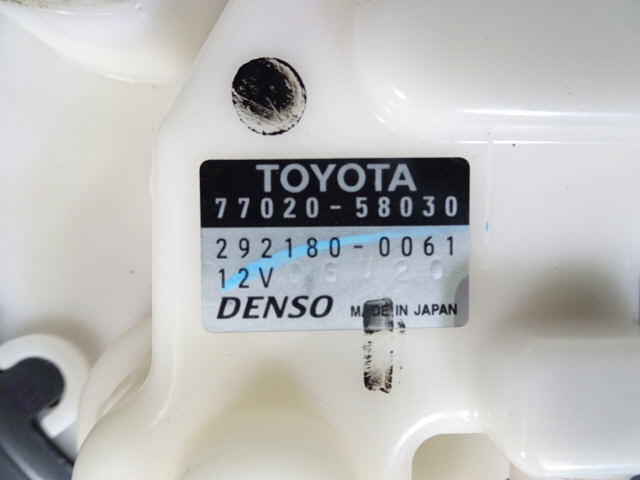 TOYOTA
77020-58030
292180-0061
12V
DENSO MADE IN JAPAN